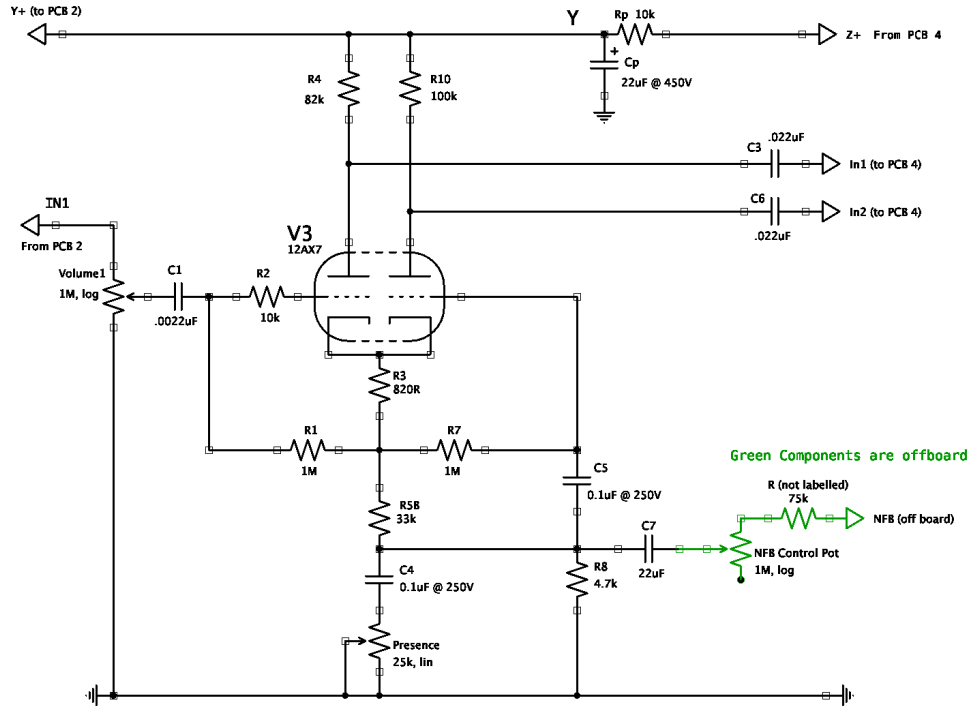 Y+ (to PCB 2)
Y
Rp 10k
Z+ From PCB 4
+
Cp
22uF @ 450V
R4
82k
R10
100k
.022uF
C3
In1 (to PCB 4)
C6
In2 (to PCB 4)
.022uF
IN1
From PCB 2
V3
12AX7
Volume1
1M, log
C1
.0022uF
R2
10k
R3
820R
R1
1M
R7
1M
Green Components are offboard
C5
0.1uF @ 250V
R (not labelled)
75k
NFB (off board)
R5B
33k
C7
22uF
NFB Control Pot
1M, log
C4
0.1uF @ 250V
R8
4.7k
Presence
25k, lin